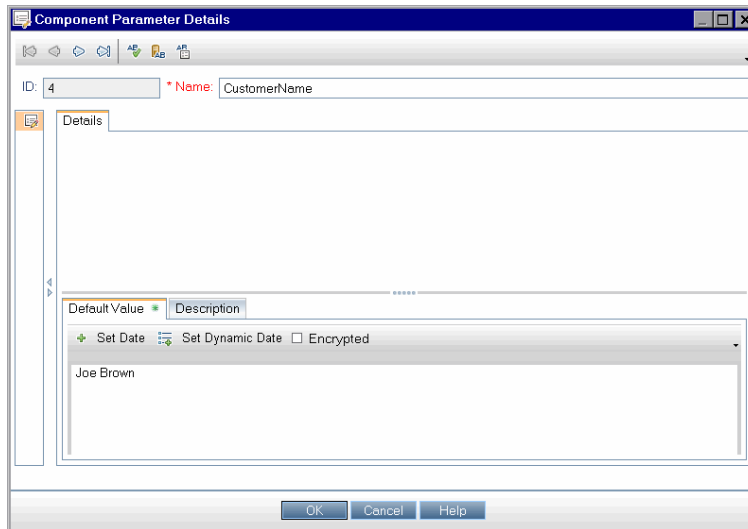 Component Parameter Details
ID: 4 * Name: CustomerName
Details
Default Value * Description
+ Set Date Set Dynamic Date Encrypted
Joe Brown
OK Cancel Help